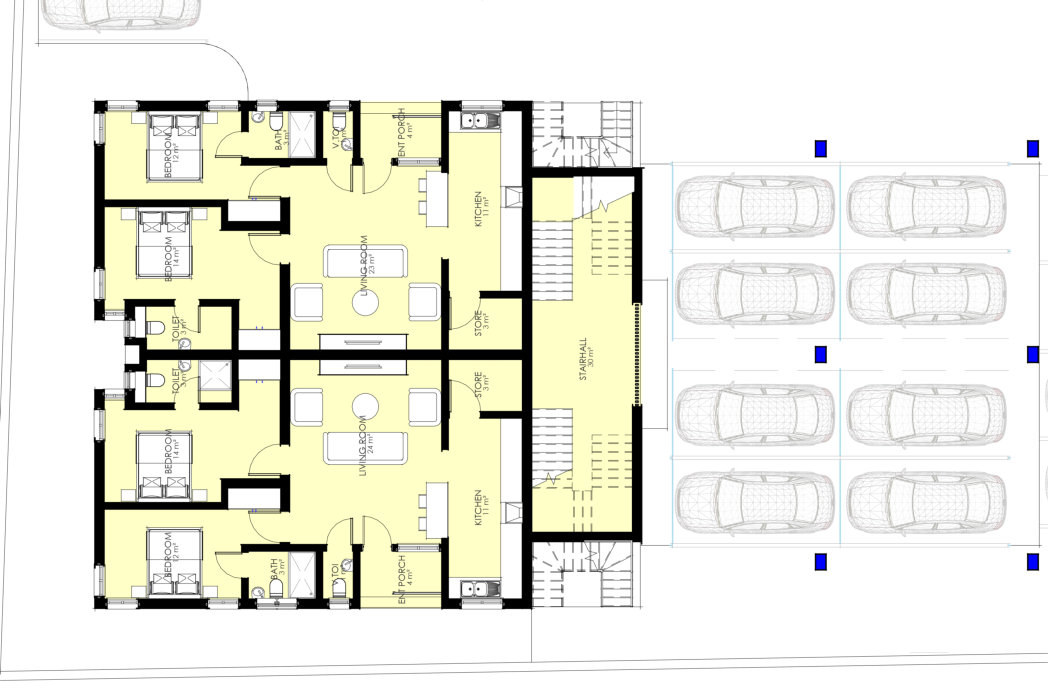 BEDROOM
12 m²
BATH
3 m²
V.TOI
ENT PORCH
4 m²
KITCHEN
11 m²
BEDROOM
14 m²
LIVING ROOM
23 m²
TOILET
3 m²
STORE
3 m²
STAIRHALL
30 m²
TOILET
3 m²
STORE
3 m²
BEDROOM
14 m²
LIVING ROOM
24 m²
KITCHEN
11 m²
BEDROOM
12 m²
BATH
3 m²
ENT PORCH
4 m²